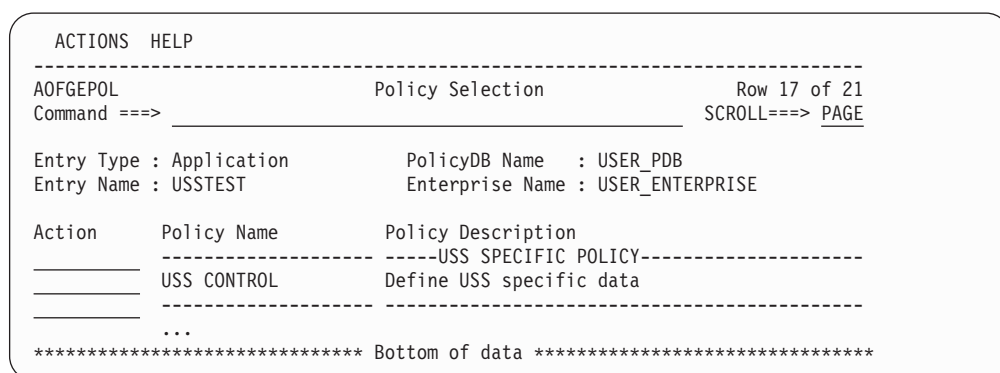 ACTIONS HELP
------------------------------------------------------------------------------
AOFGEPOL Policy Selection Row 17 of 21
Command ===> SCROLL===> PAGE
Entry Type : Application PolicyDB Name : USER_PDB
Entry Name : USSTEST Enterprise Name : USER_ENTERPRISE
Action Policy Name Policy Description
-------------------- -----USS SPECIFIC POLICY---------------------
USS CONTROL Define USS specific data
-------------------- ---------------------------------------------
...
******************************* Bottom of data ********************************